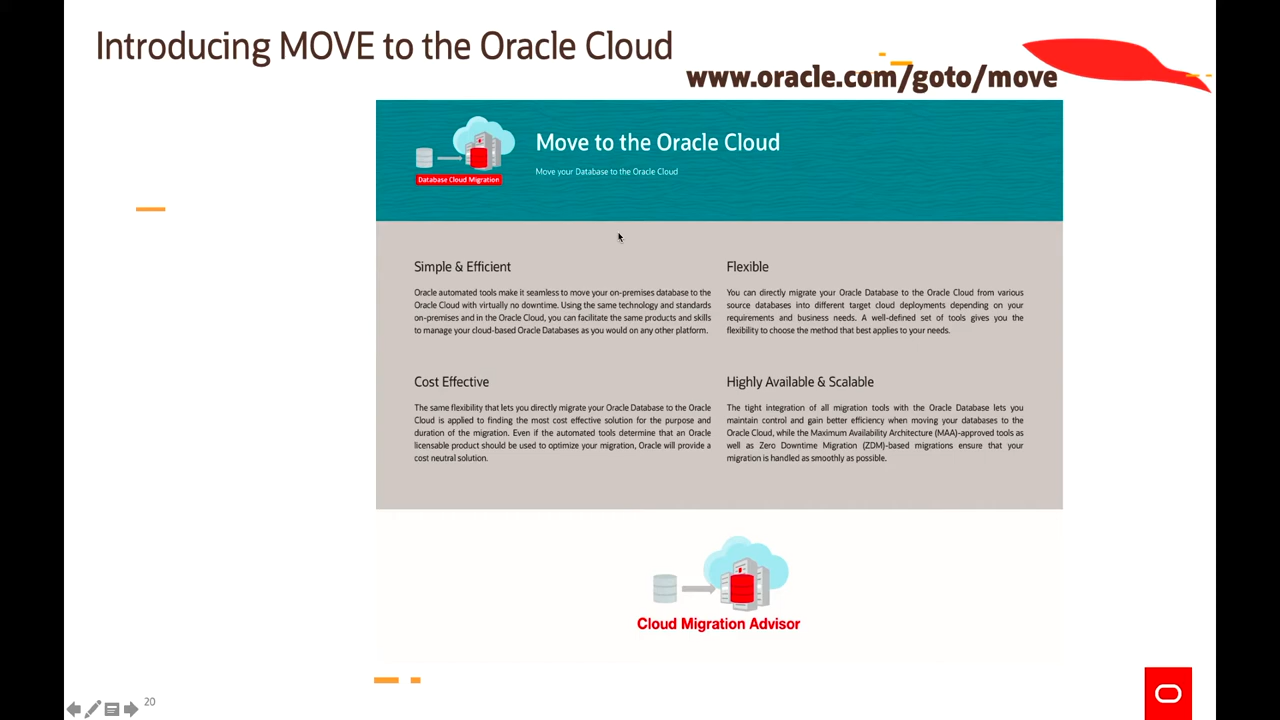 Introducing MOVE to the Oracle Cloud
www.oracle.com/goto/move
Move to the Oracle Cloud
Move your Database to the Oracle Cloud
Database Cloud Migration
Simple & Efficient
Oracle automated tools make it seamless to move your on-premises database to the
Oracle Cloud with virtually no downtime. Using the same technology and standards
on-premises and in the Oracle Cloud, you can facilitate the same products and skills
to manage your cloud-based Oracle Databases as you would on any other platform.
Flexible
You can directly migrate your Oracle Database to the Oracle Cloud from various
source databases into different target cloud deployments depending on your
requirements and business needs. A well-defined set of tools gives you the
flexibility to choose the method that best applies to your needs.
Cost Effective
The same flexibility that lets you directly migrate your Oracle Database to the Oracle
Cloud is applied to finding the most cost effective solution for the purpose and
duration of the migration. Even if the automated tools determine that an Oracle
licensable product should be used to optimize your migration, Oracle will provide a
cost neutral solution.
Highly Available & Scalable
The tight integration of all migration tools with the Oracle Database lets you
maintain control and gain better efficiency when moving your databases to the
Oracle Cloud, while the Maximum Availability Architecture (MAA)-approved tools as
well as Zero Downtime Migration (ZDM)-based migrations ensure that your
migration is handled as smoothly as possible.
Cloud Migration Advisor
20